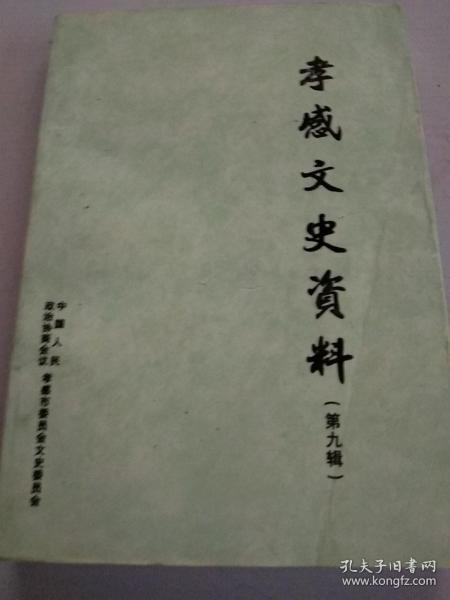 孝感文史資料
(第九辑)
中国人民
政治协商会议 孝感市委员会文史委员会
孔夫子旧书网
www.kongfz.com